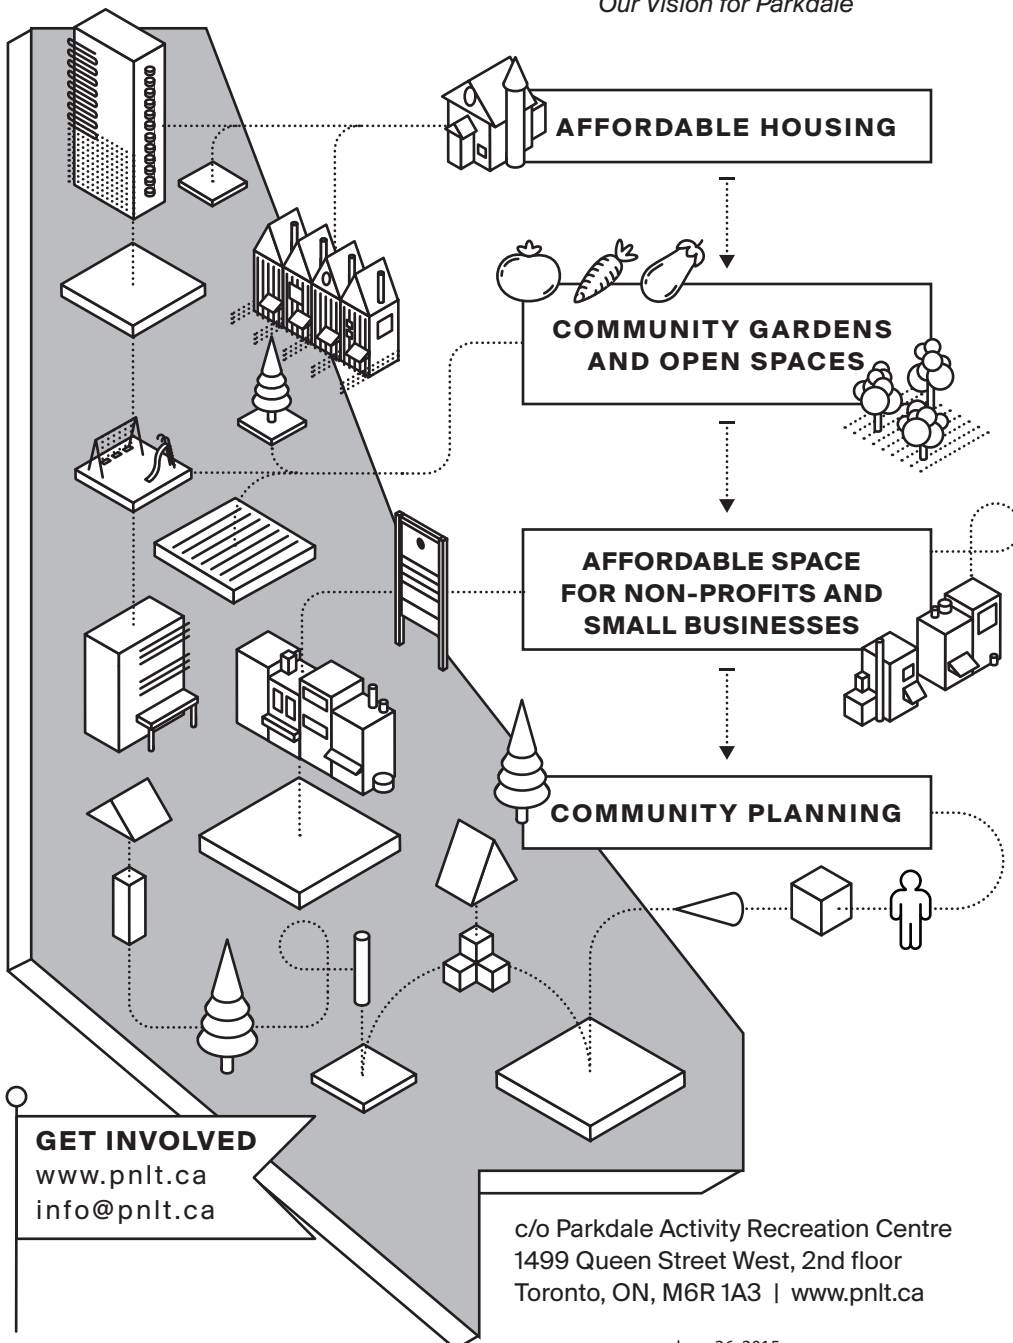 Our Vision for Parkdale
AFFORDABLE HOUSING
COMMUNITY GARDENS
AND OPEN SPACES
AFFORDABLE SPACE
FOR NON-PROFITS AND
SMALL BUSINESSES
COMMUNITY PLANNING
GET INVOLVED
www.pnlt.ca
info@pnlt.ca
c/o Parkdale Activity Recreation Centre
1499 Queen Street West, 2nd floor
Toronto, ON, M6R 1A3 | www.pnlt.ca